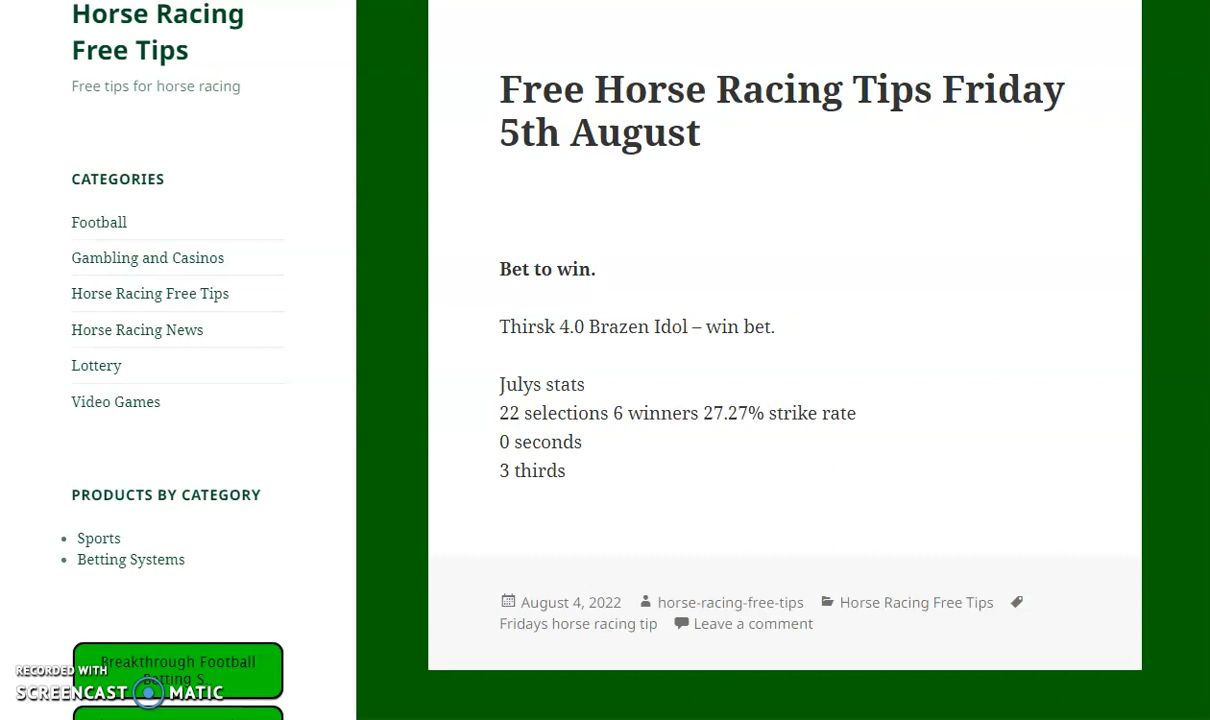 Horse Racing
Free Tips
Free tips for horse racing
CATEGORIES
Football
Gambling and Casinos
Horse Racing Free Tips
Horse Racing News
Lottery
Video Games
PRODUCTS BY CATEGORY
Sports
Betting Systems
Breakthrough Football
Betting S...
RECORDED WITH
SCREENCAST MATIC
Free Horse Racing Tips Friday
5th August
Bet to win.
Thirsk 4.0 Brazen Idol – win bet.
Julys stats
22 selections 6 winners 27.27% strike rate
0 seconds
3 thirds
August 4, 2022 horse-racing-free-tips Horse Racing Free Tips
Fridays horse racing tip Leave a comment